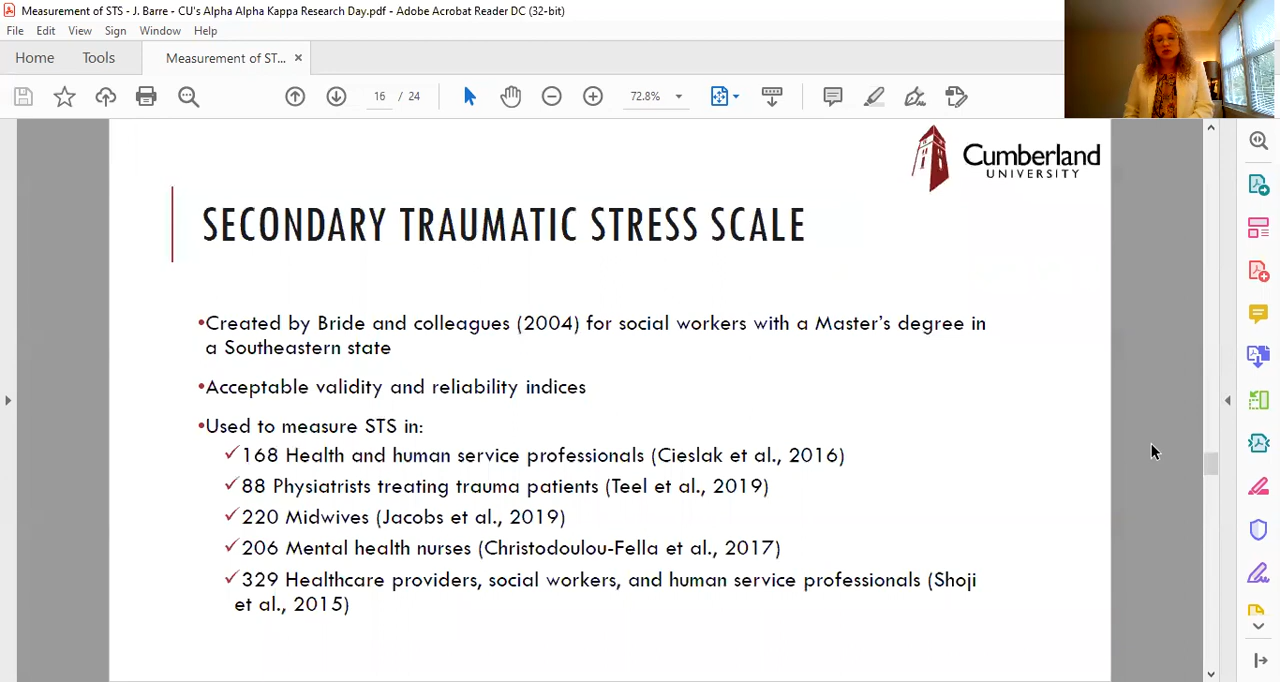 Measurement of STS - J. Barre - CU's Alpha Alpha Kappa Research Day.pdf - Adobe Acrobat Reader DC (32-bit)
File Edit View Sign Window Help
Home Tools Measurement of ST... ×
16 / 24 72.8%
Cumberland
UNIVERSITY
SECONDARY TRAUMATIC STRESS SCALE
•Created by Bride and colleagues (2004) for social workers with a Master's degree in
a Southeastern state
•Acceptable validity and reliability indices
•Used to measure STS in:
✓168 Health and human service professionals (Cieslak et al., 2016)
✓88 Physiatrists treating trauma patients (Teel et al., 2019)
✓220 Midwives (Jacobs et al., 2019)
✓206 Mental health nurses (Christodoulou-Fella et al., 2017)
✓329 Healthcare providers, social workers, and human service professionals (Shoji
et al., 2015)